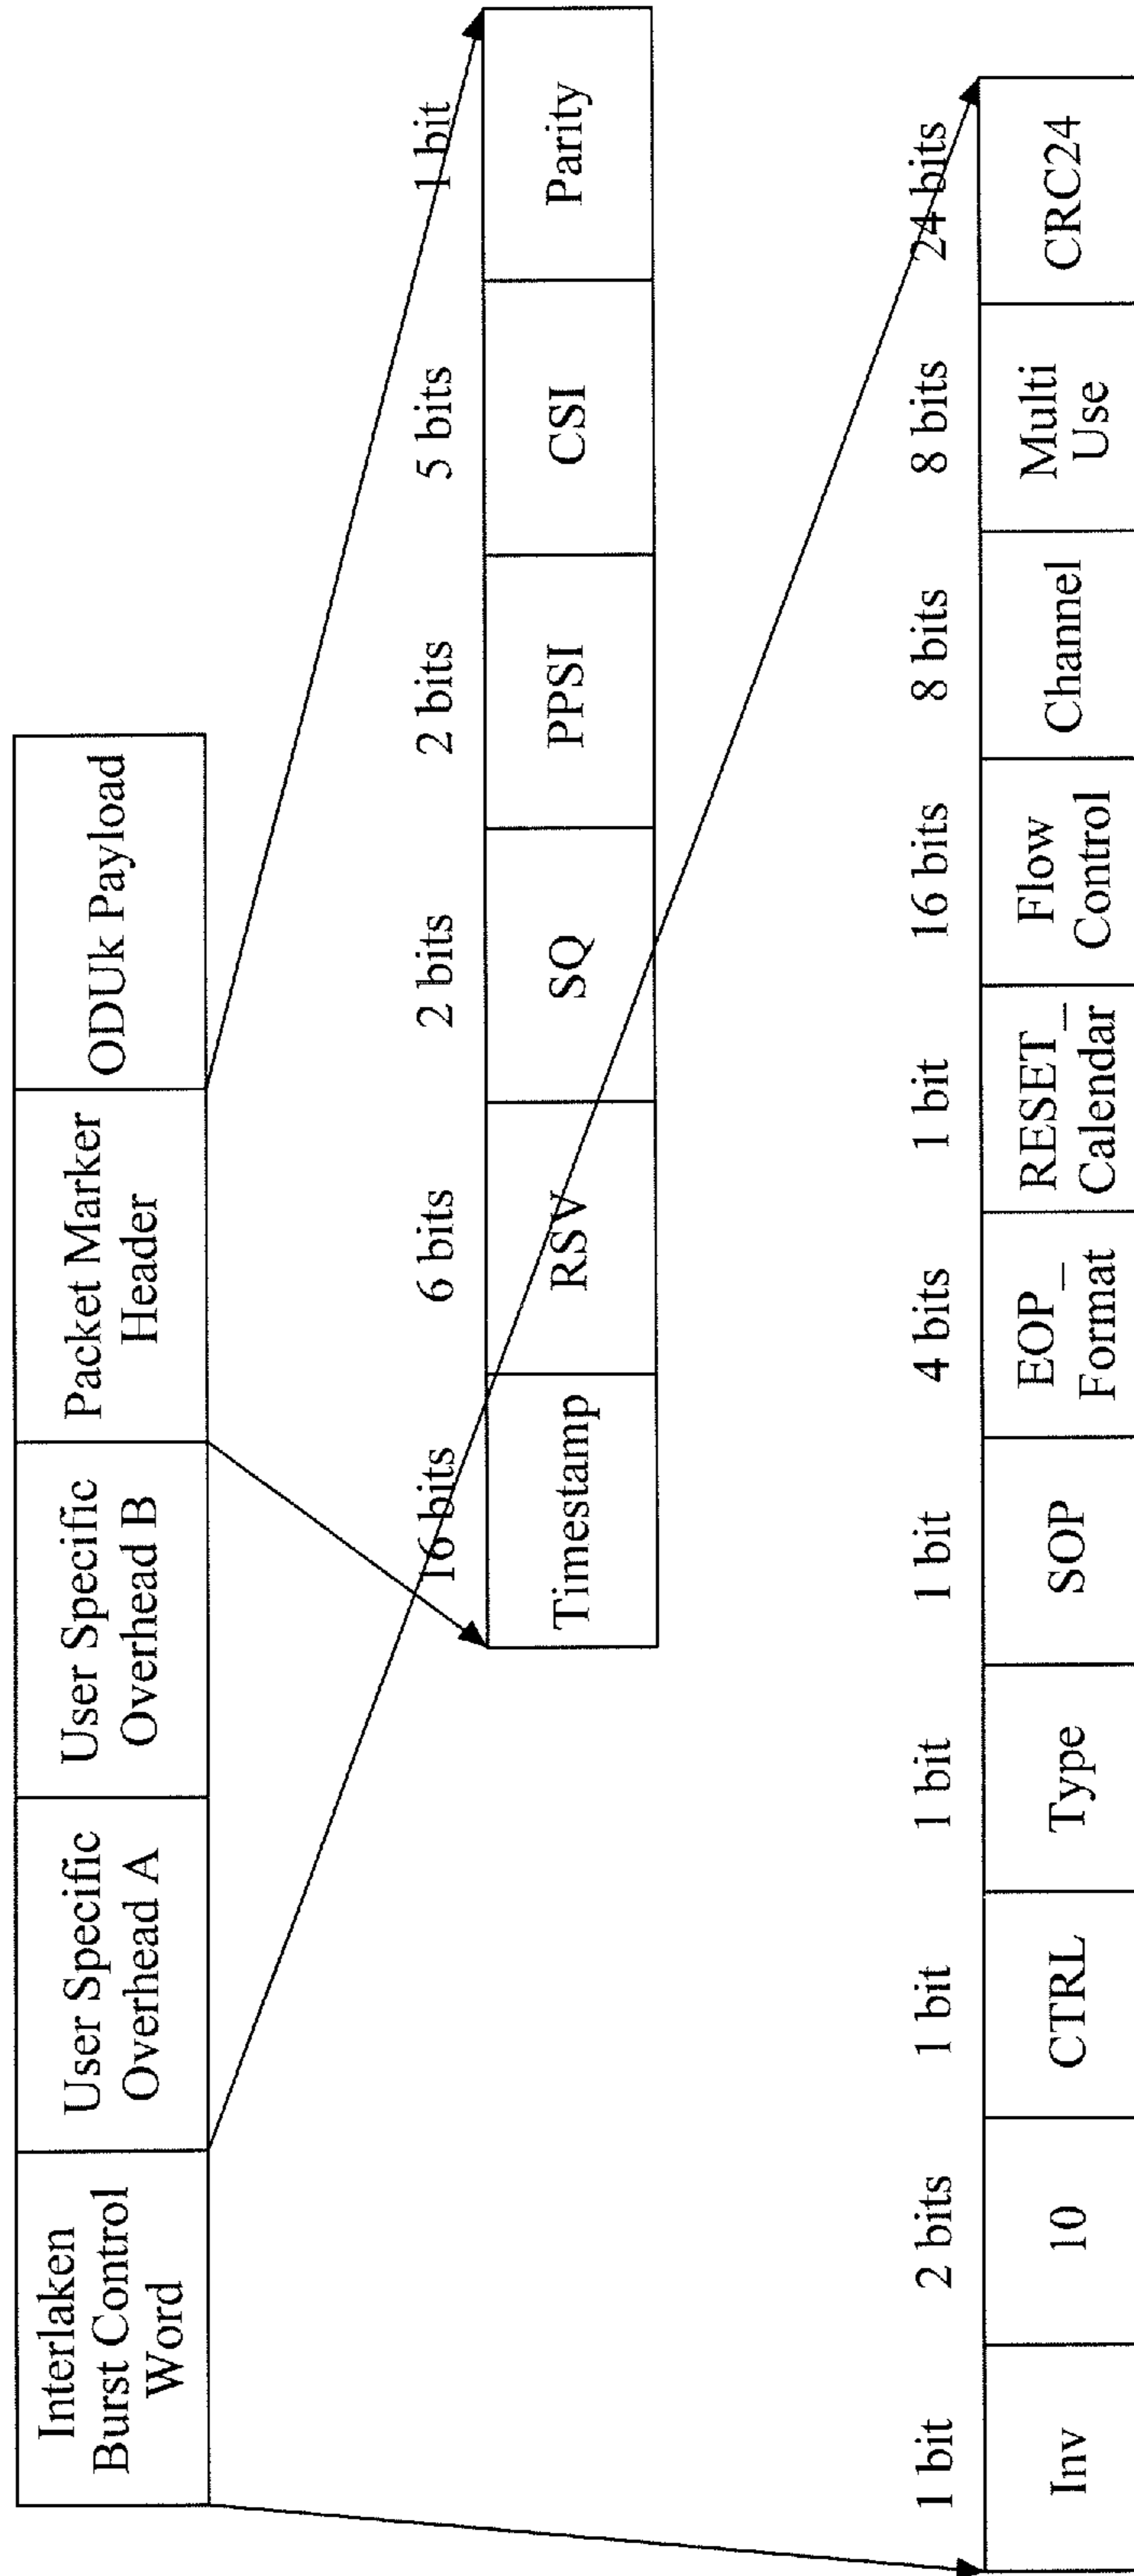 Interlaken
Burst Control
Word
User Specific
Overhead A
User Specific
Overhead B
Packet Marker
Header
ODUk Payload
16 bits
6 bits
2 bits
2 bits
5 bits
1 bit
Timestamp
RSV
SQ
PPSI
CSI
Parity
1 bit
2 bits
1 bit
1 bit
1 bit
4 bits
1 bit
16 bits
8 bits
8 bits
24 bits
Inv
10
CTRL
Type
SOP
EOP_
Format
RESET_
Calendar
Flow
Control
Channel
Multi
Use
CRC24